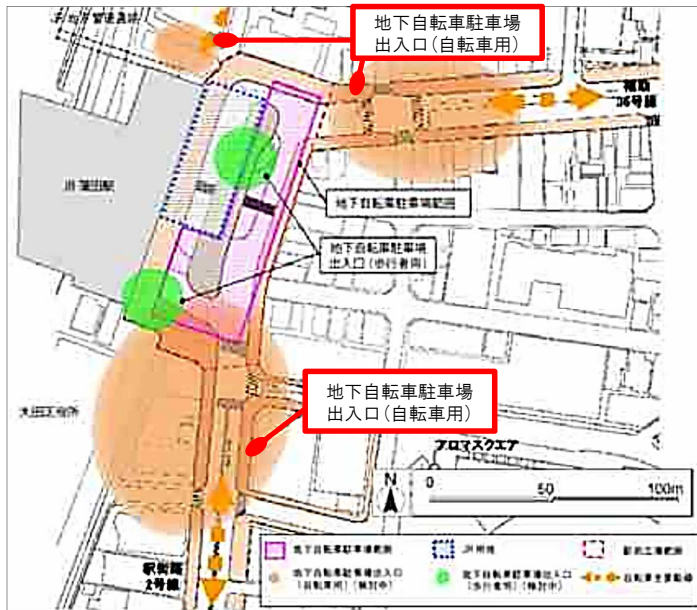 地下自転車駐車場
出入口（自転車用）
補助
36号線
JR蒲田駅
地下自転車駐車場範囲
地下自転車駐車場
出入口（歩行者用）
地下自転車駐車場
出入口（自転車用）
大田区役所
アロマスクエア
N
0
50
100m
駅街路
2号線
地下自転車駐車場範囲
JR用地
駅前広場範囲
地下自転車駐車場出入口
（自転車用）（検討中）
地下自転車駐車場出入口
（歩行者用）（検討中）
自転車主要動線